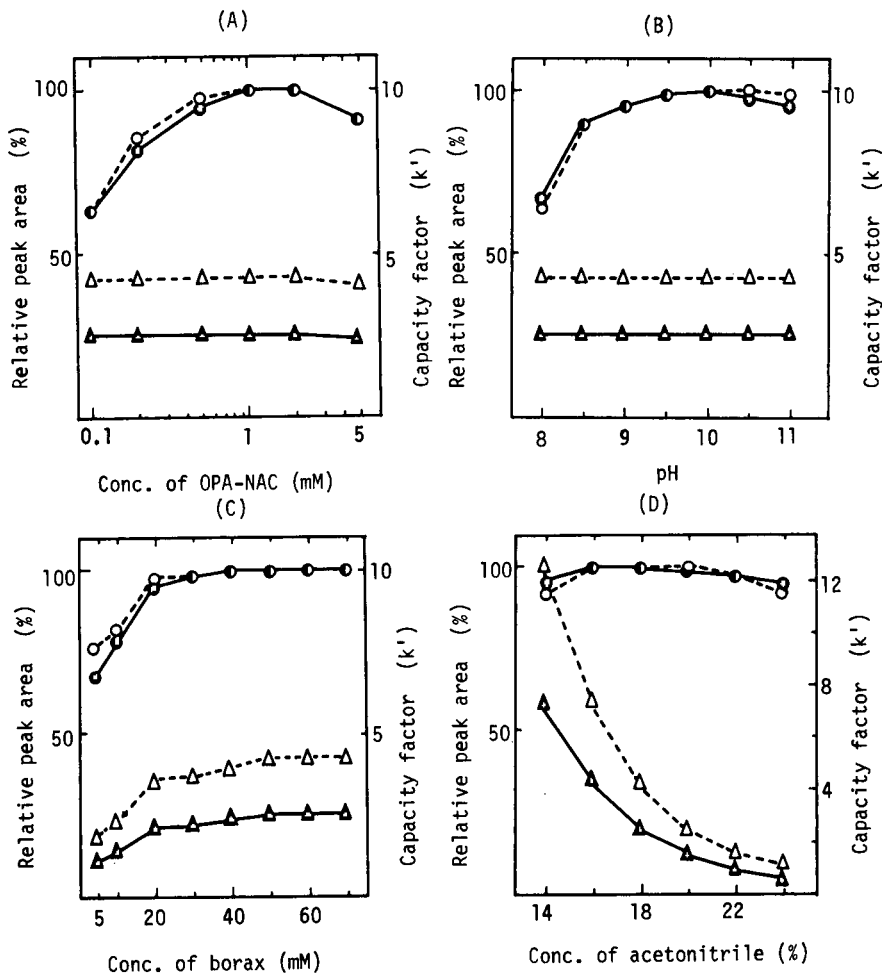 (A)
100
50
Relative peak area (%)
10
5
Capacity factor (k')
0.1 1 5
Conc. of OPA-NAC (mM)
(B)
100
50
Relative peak area (%)
10
5
Capacity factor (k')
8 9 10 11
pH
(C)
100
50
Relative peak area (%)
10
5
Capacity factor (k')
5 20 40 60
Conc. of borax (mM)
(D)
100
50
Relative peak area (%)
12
8
4
Capacity factor (k')
14 18 22
Conc. of acetonitrile (%)